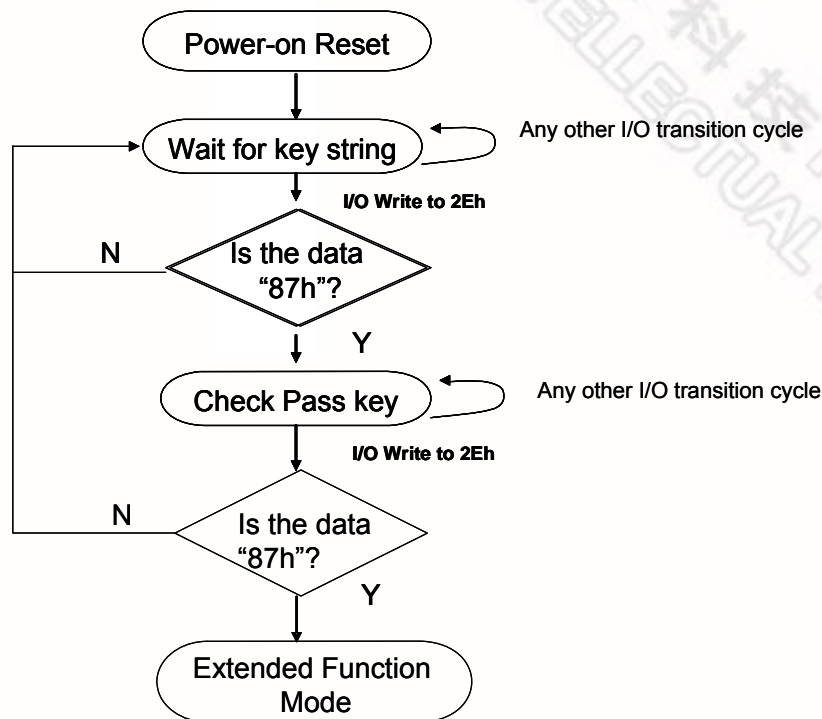 Power-on Reset
Wait for key string
Any other I/O transition cycle
I/O Write to 2Eh
N
Is the data
“87h”?
Y
Check Pass key
Any other I/O transition cycle
I/O Write to 2Eh
N
Is the data
“87h”?
Y
Extended Function
Mode